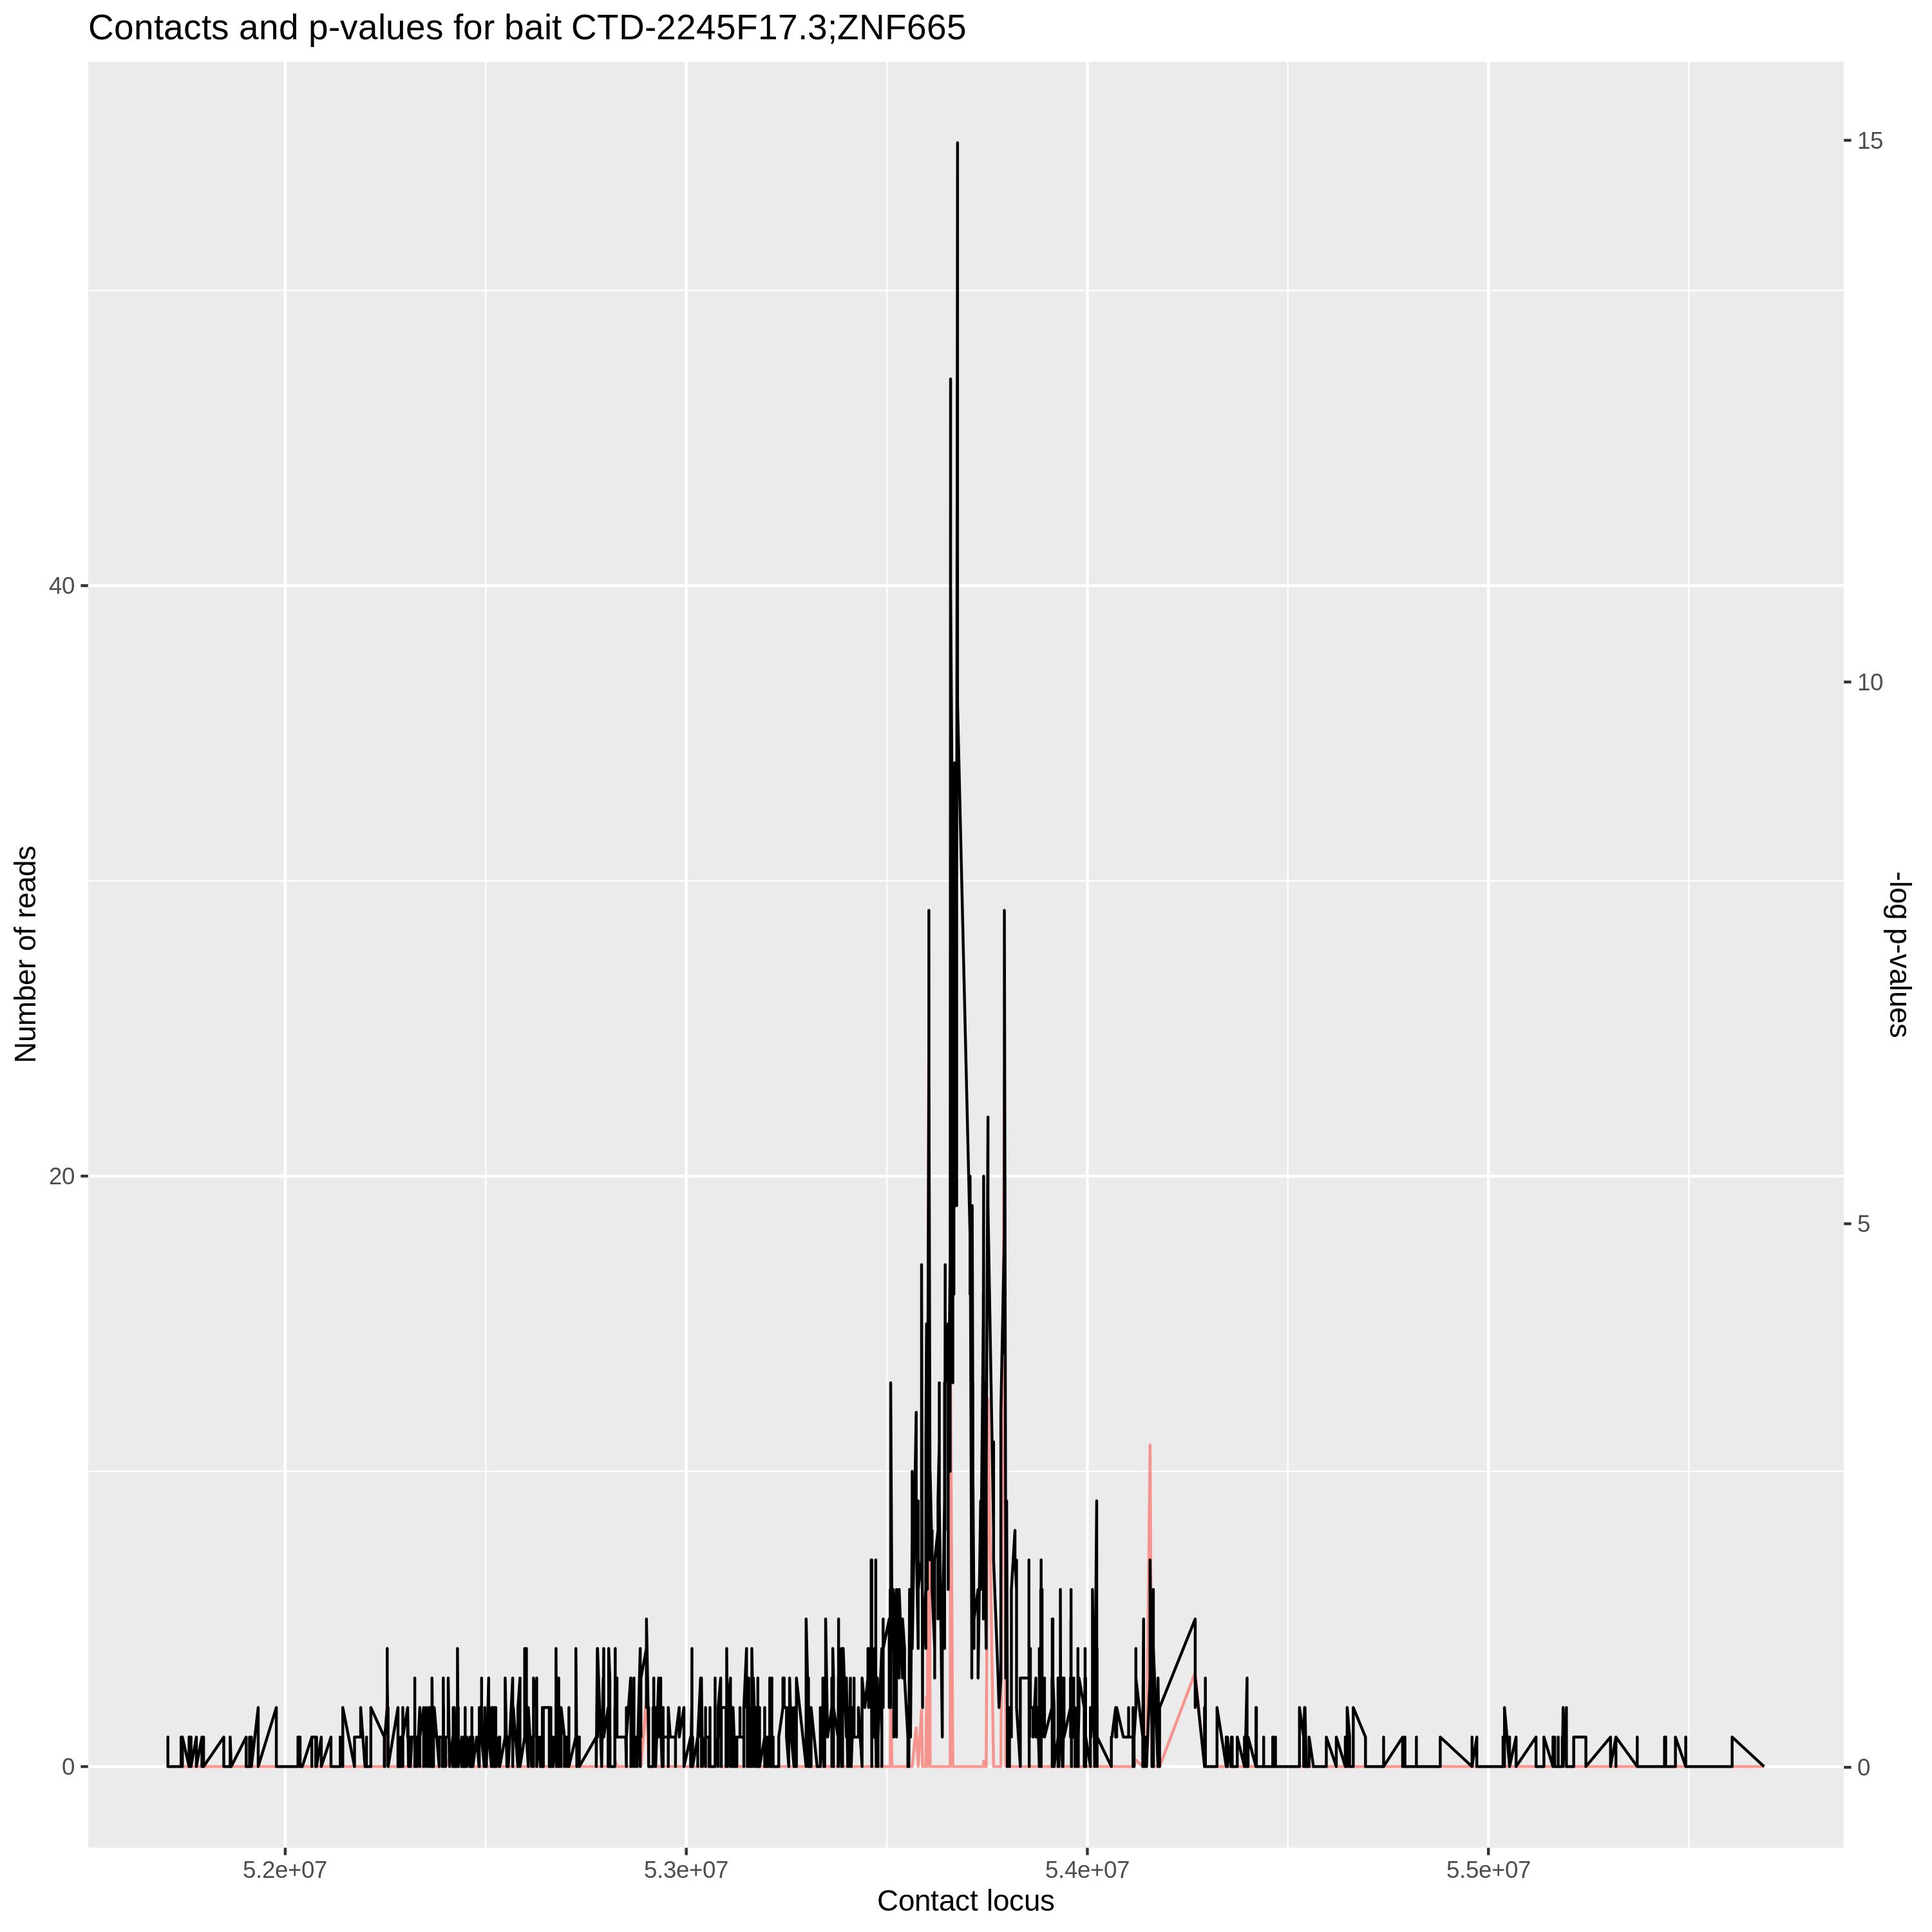 Contacts and p-values for bait CTD-2245F17.3;ZNF665
15
40
10
Number of reads
-log p-values
20
5
0
0
5.2e+07
5.3e+07
5.4e+07
5.5e+07
Contact locus